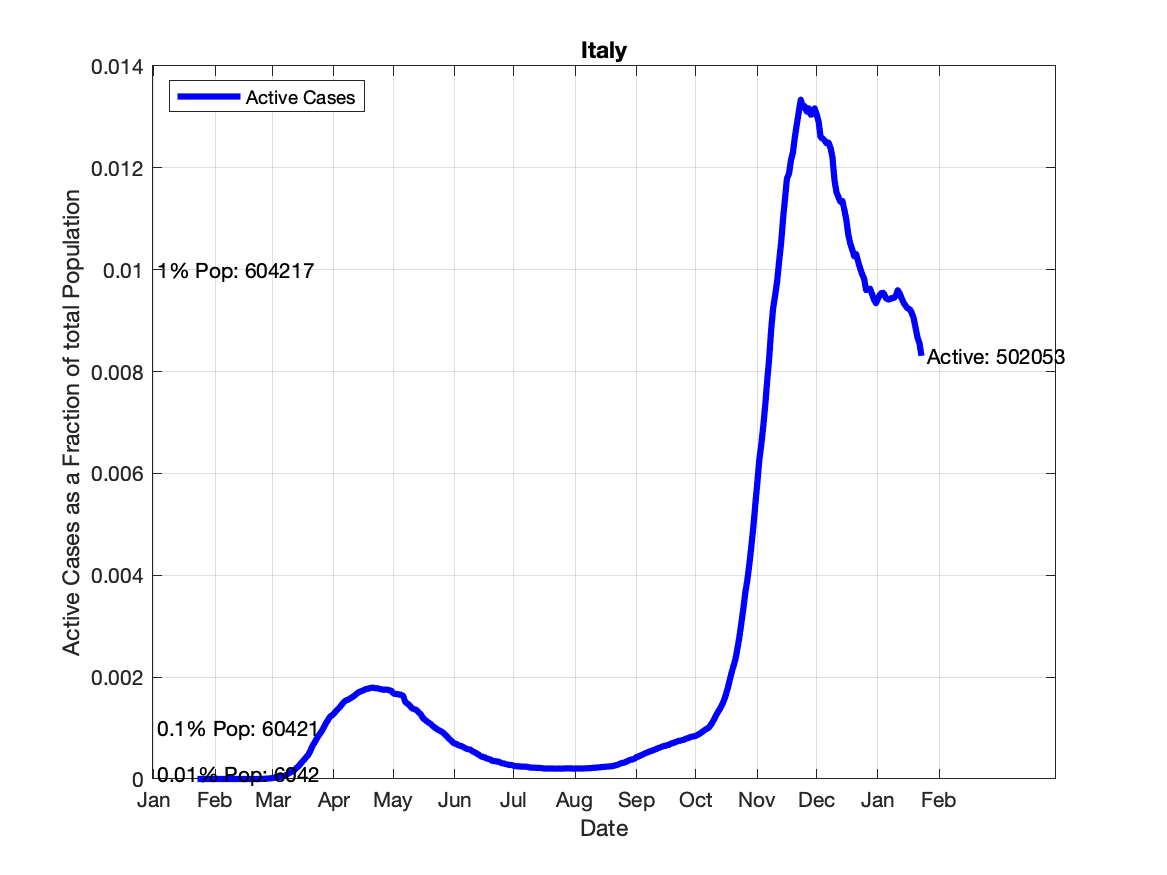 Italy
Active Cases
Active Cases as a Fraction of total Population
0.014
0.012
0.01
0.008
0.006
0.004
0.002
0
1% Pop: 604217
Active: 502053
0.1% Pop: 60421
0.01% Pop: 6042
Jan Feb Mar Apr May Jun Jul Aug Sep Oct Nov Dec Jan Feb
Date